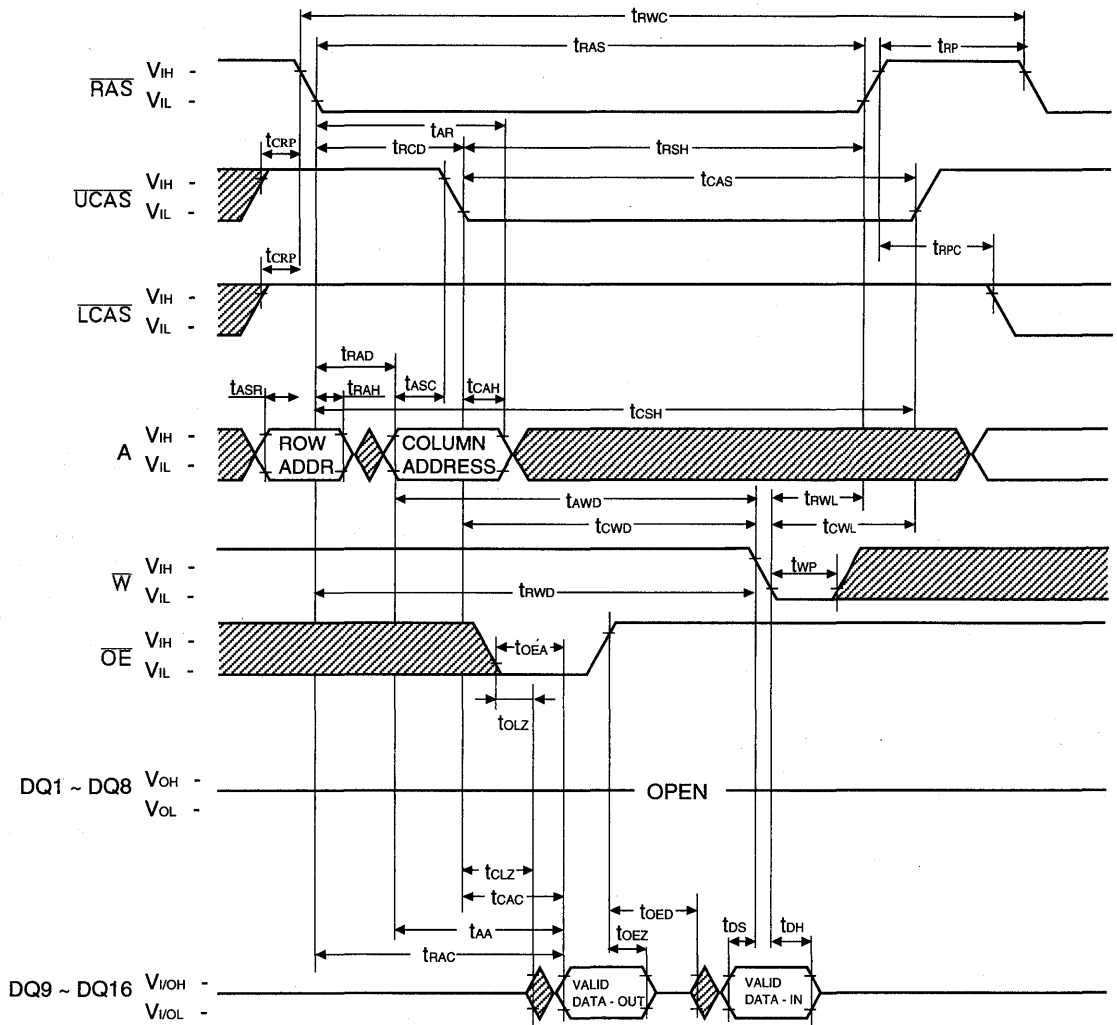 tRWC
tRAS
tRP
RAS
VIH -
VIL -
tAR
tCRP
tRCD
tRSH
UCAS
VIH -
VIL -
tCAS
tCRP
tRPC
LCAS
VIH -
VIL -
tRAD
tASR
tRAH
tASC
tCAH
tCSH
A
VIH -
VIL -
ROW
ADDR
COLUMN
ADDRESS
tAWD
tRWL
tCWD
tCWL
W
VIH -
VIL -
tWP
tRWD
OE
VIH -
VIL -
tOEA
tOLZ
DQ1 ~ DQ8
VOH -
VOL -
OPEN
tCLZ
tCAC
tOED
tAA
tOEZ
tDS
tDH
tRAC
DQ9 ~ DQ16
VI/OH -
VI/OL -
VALID
DATA - OUT
VALID
DATA - IN